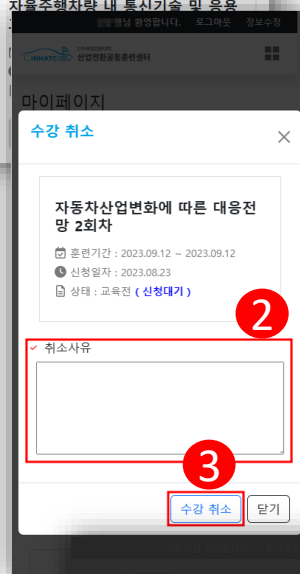 자율주행차량 내 통신기술 및 응용
님 환영합니다. 로그아웃 정보수정
INHATC 산업전환공동훈련센터
마이페이지
수강 취소
자동차산업변화에 따른 대응전
망 2회차
훈련기간 : 2023.09.12 ~ 2023.09.12
신청일자 : 2023.08.23
상태 : 교육전 ( 신청대기 )
2
취소사유
3
수강 취소 닫기